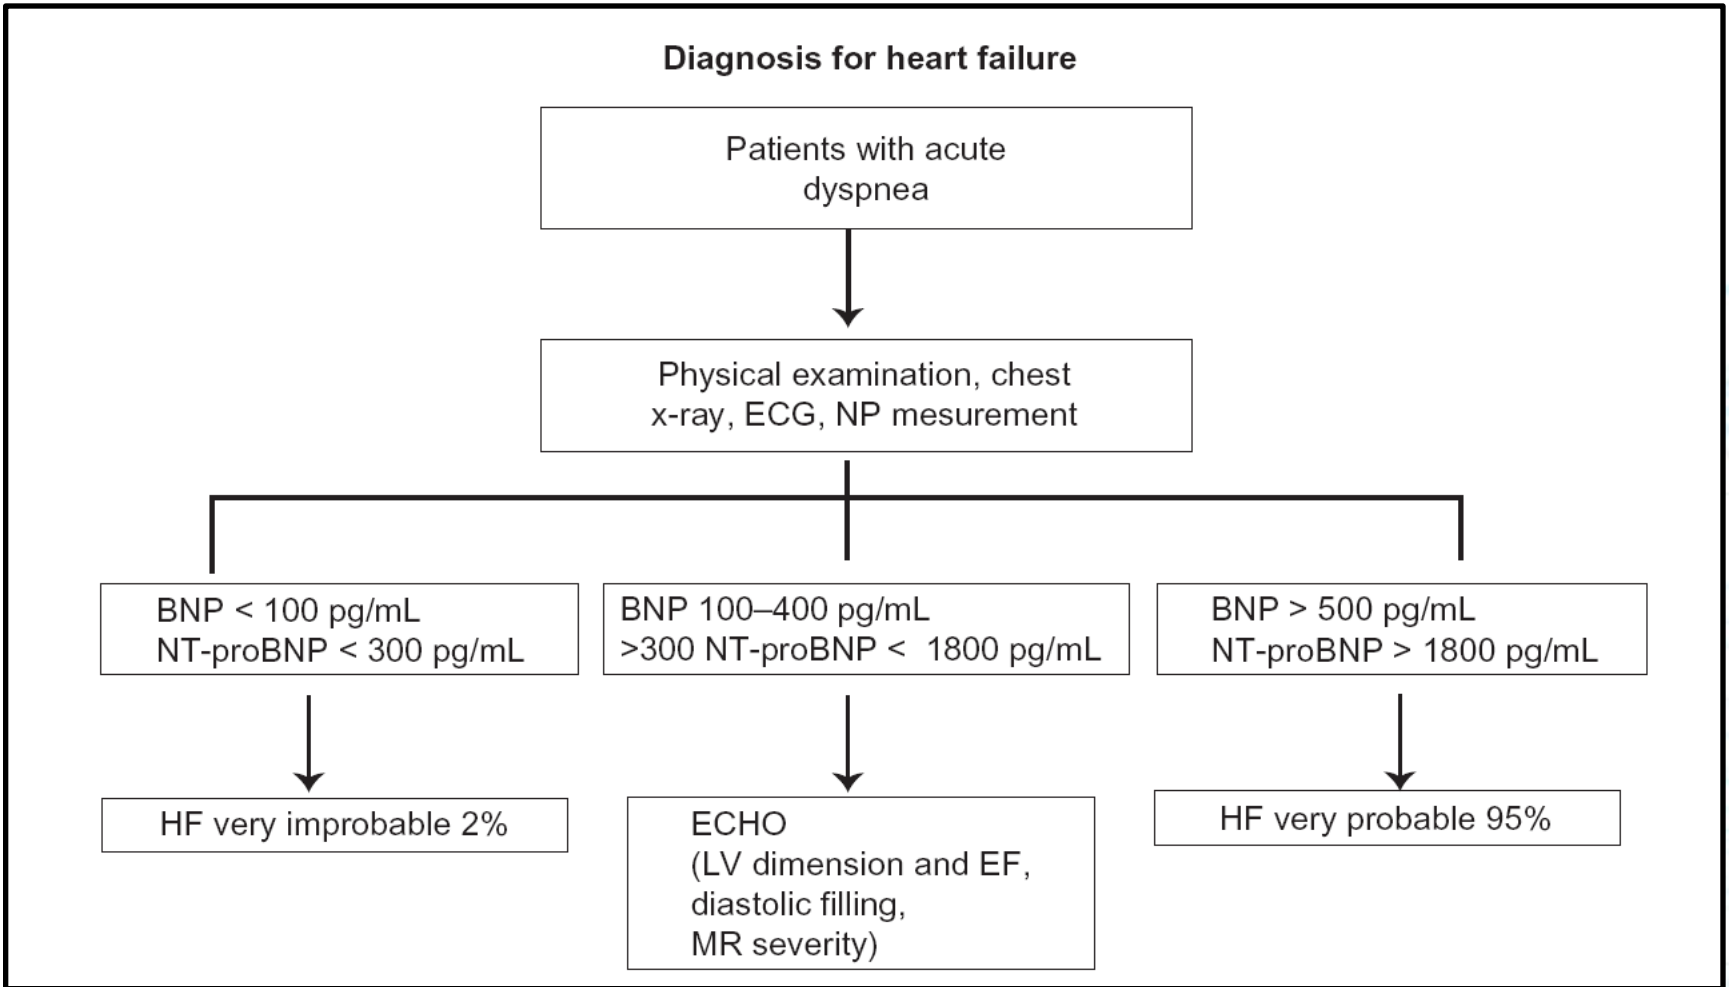 Diagnosis for heart failure
Patients with acute
dyspnea
Physical examination, chest
x-ray, ECG, NP mesurement
BNP < 100 pg/mL
NT-proBNP < 300 pg/mL
BNP 100–400 pg/mL
>300 NT-proBNP < 1800 pg/mL
BNP > 500 pg/mL
NT-proBNP > 1800 pg/mL
HF very improbable 2%
ECHO
(LV dimension and EF,
diastolic filling,
MR severity)
HF very probable 95%